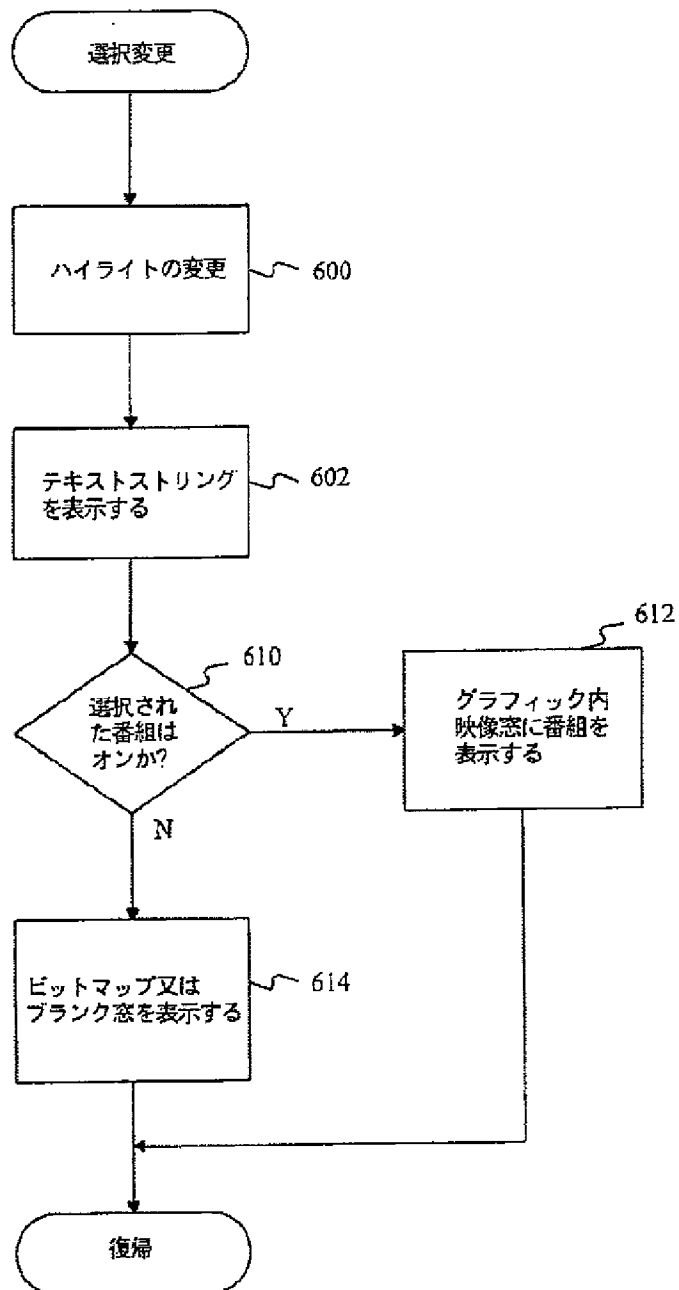 選択変更
ハイライトの変更
600
テキストストリング
を表示する
602
610
選択され
た番組は
オンか?
Y
N
612
グラフィック内
映像窓に番組を
表示する
ビットマップ又は
ブランク窓を表示する
614
復帰